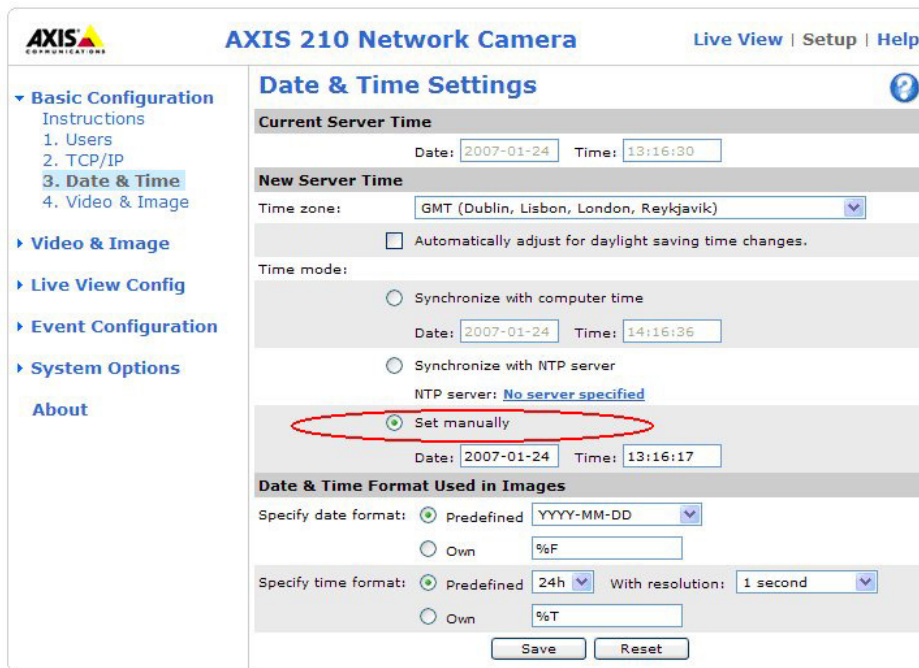 AXIS COMMUNICATIONS
AXIS 210 Network Camera
Live View | Setup | Help
Basic Configuration
Instructions
1. Users
2. TCP/IP
3. Date & Time
4. Video & Image
Video & Image
Live View Config
Event Configuration
System Options
About
Date & Time Settings
?
Current Server Time
Date: 2007-01-24 Time: 13:16:30
New Server Time
Time zone: GMT (Dublin, Lisbon, London, Reykjavik)
Automatically adjust for daylight saving time changes.
Time mode:
Synchronize with computer time
Date: 2007-01-24 Time: 14:16:36
Synchronize with NTP server
NTP server: No server specified
Set manually
Date: 2007-01-24 Time: 13:16:17
Date & Time Format Used in Images
Specify date format: Predefined YYYY-MM-DD
Own %F
Specify time format: Predefined 24h With resolution: 1 second
Own %T
Save Reset